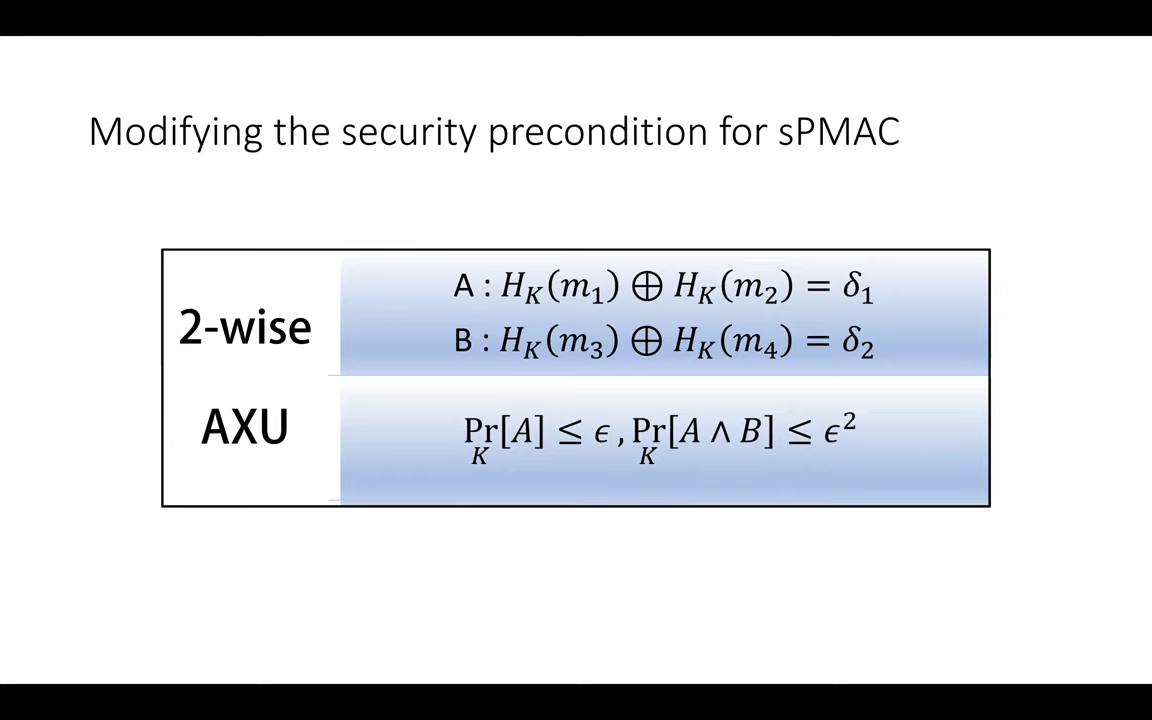 Modifying the security precondition for sPMAC
2-wise
AXU
A : H_K(m_1) ⊕ H_K(m_2) = δ_1
B : H_K(m_3) ⊕ H_K(m_4) = δ_2
Pr_K[A] ≤ ϵ , Pr_K[A ∧ B] ≤ ϵ^2